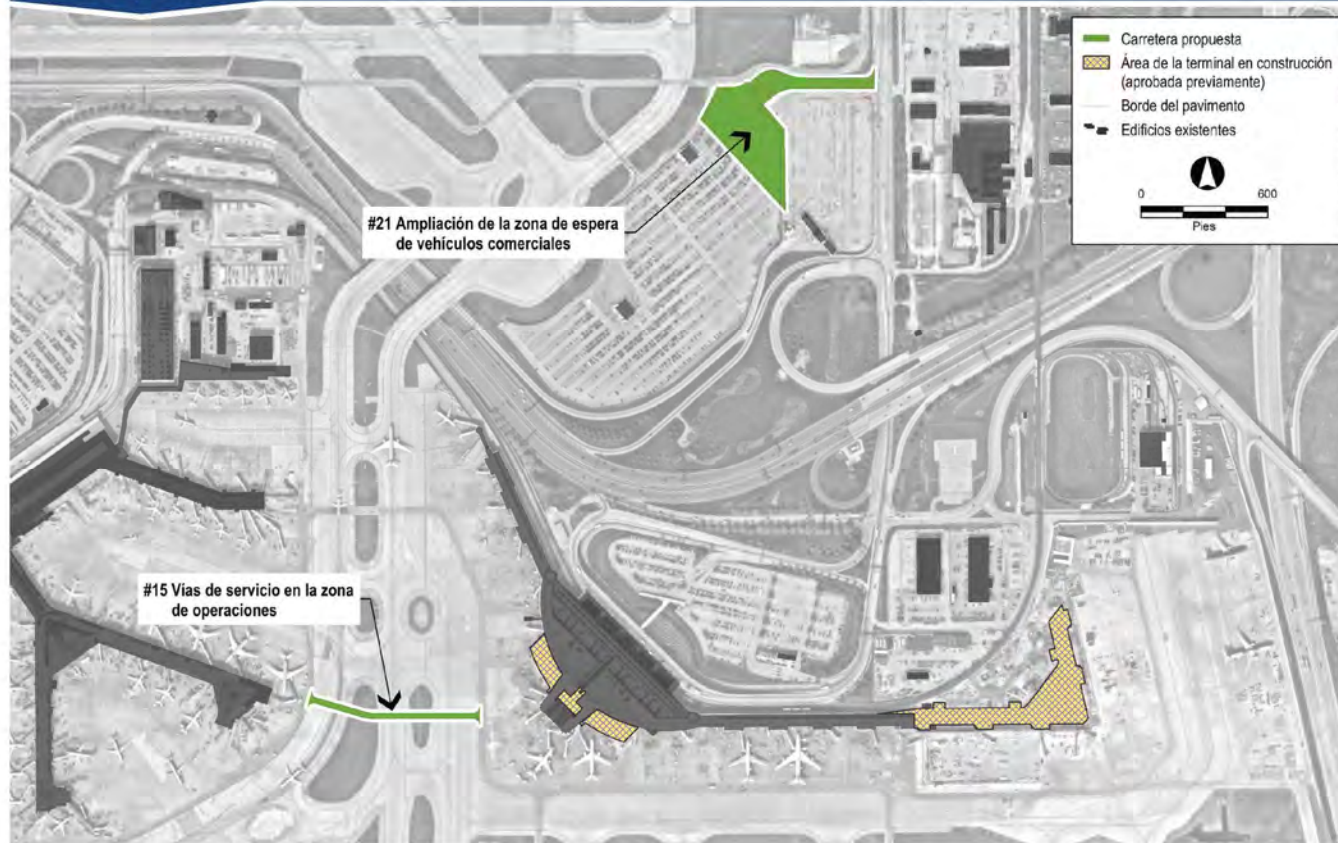 Carretera propuesta
Área de la terminal en construcción
(aprobada previamente)
Borde del pavimento
Edificios existentes
0 600
Pies
#21 Ampliación de la zona de espera
de vehículos comerciales
#15 Vías de servicio en la zona
de operaciones